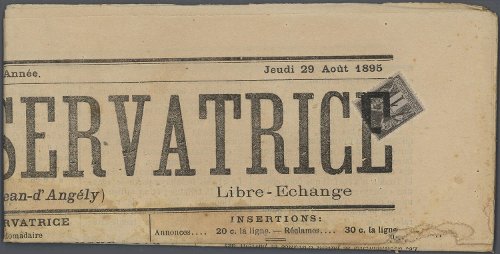 Année. Jeudi 29 Août 1895
SERVATRICE
ean-d'Angély) Libre-Echange
RVATRICE INSERTIONS:
omadaire Annonces.... 20 c. la ligne. — Réclames.... 30 c. la ligne